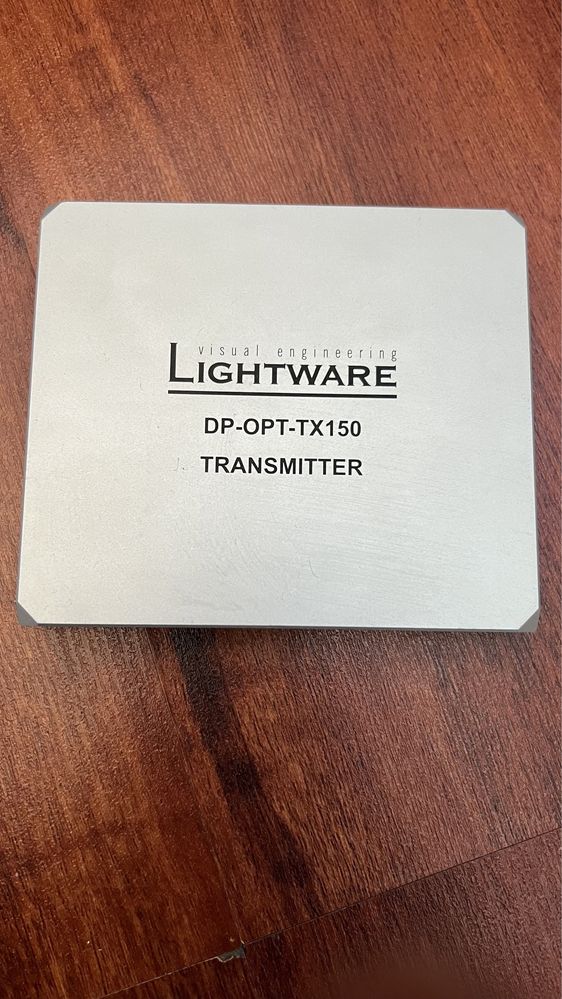 visual engineering
LIGHTWARE
DP-OPT-TX150
TRANSMITTER